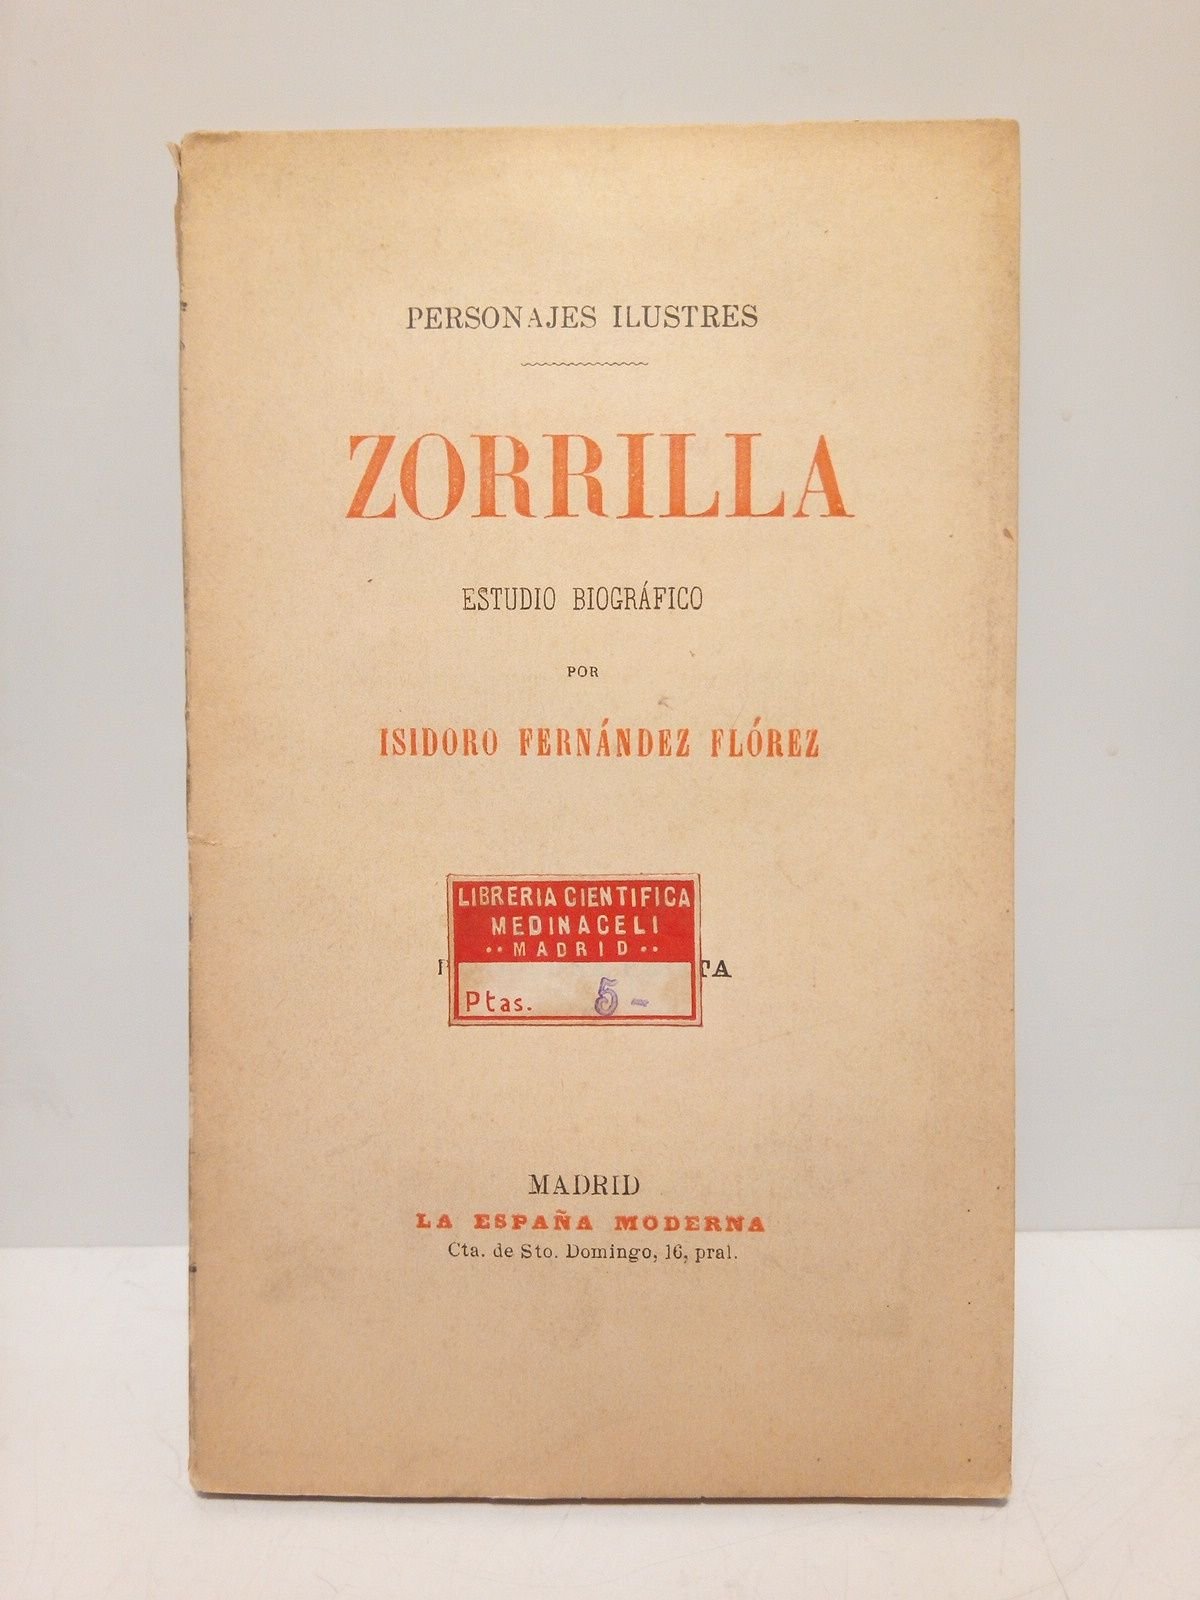 PERSONAJES ILUSTRES
ZORRILLA
ESTUDIO BIOGRÁFICO
POR
ISIDORO FERNÁNDEZ FLÓREZ
LIBRERIA CIENTIFICA
MEDINACELI
·· MADRID ··
Ptas. 5 -
MADRID
LA ESPAÑA MODERNA
Cta. de Sto. Domingo, 16, pral.